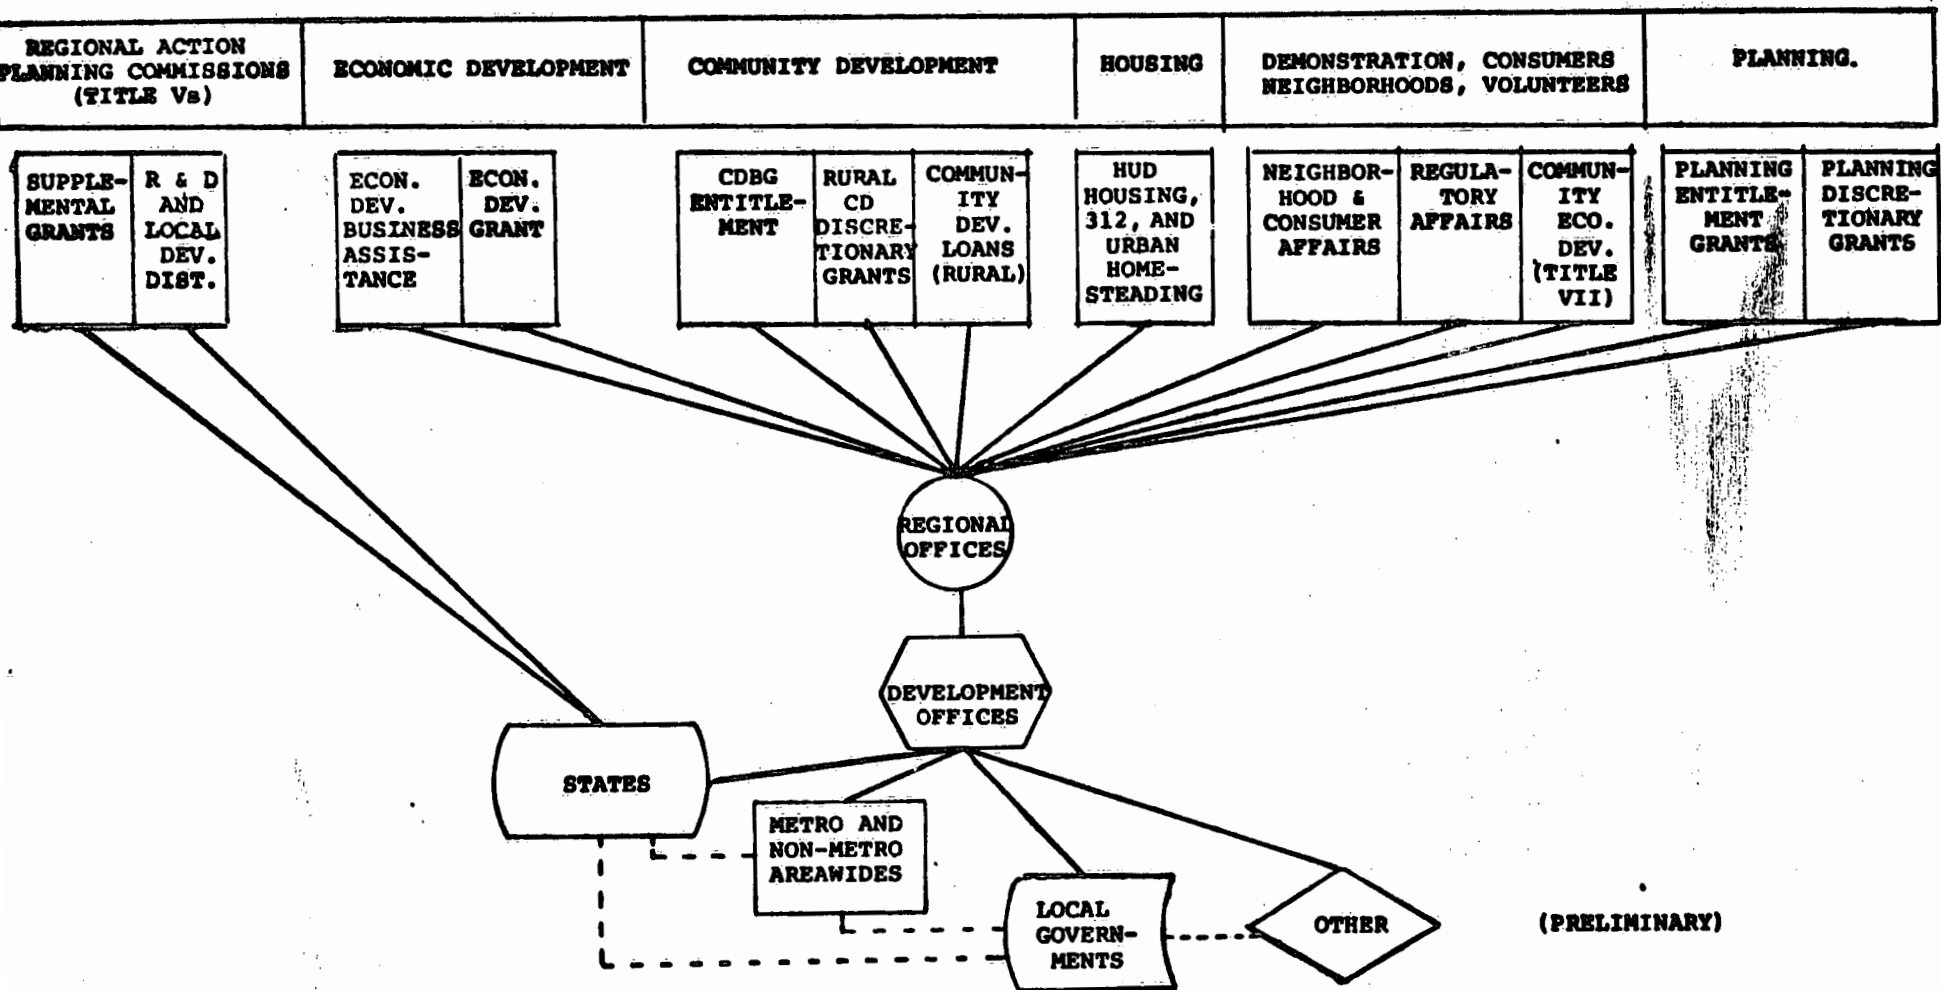 REGIONAL ACTION
PLANNING COMMISSIONS
(TITLE Vs)
ECONOMIC DEVELOPMENT
COMMUNITY DEVELOPMENT
HOUSING
DEMONSTRATION, CONSUMERS
NEIGHBORHOODS, VOLUNTEERS
PLANNING.
SUPPLE-
MENTAL
GRANTS
R & D
AND
LOCAL
DEV.
DIST.
ECON.
DEV.
BUSINESS
ASSIS-
TANCE
ECON.
DEV.
GRANT
CDBG
ENTITLE-
MENT
RURAL
CD
DISCRE-
TIONARY
GRANTS
COMMUN-
ITY
DEV.
LOANS
(RURAL)
HUD
HOUSING,
312, AND
URBAN
HOME-
STEADING
NEIGHBOR-
HOOD &
CONSUMER
AFFAIRS
REGULA-
TORY
AFFAIRS
COMMUN-
ITY
ECO.
DEV.
(TITLE
VII)
PLANNING
ENTITLE-
MENT
GRANTS
PLANNING
DISCRE-
TIONARY
GRANTS
REGIONAL
OFFICES
DEVELOPMENT
OFFICES
STATES
METRO AND
NON-METRO
AREAWIDES
LOCAL
GOVERN-
MENTS
OTHER
(PRELIMINARY)